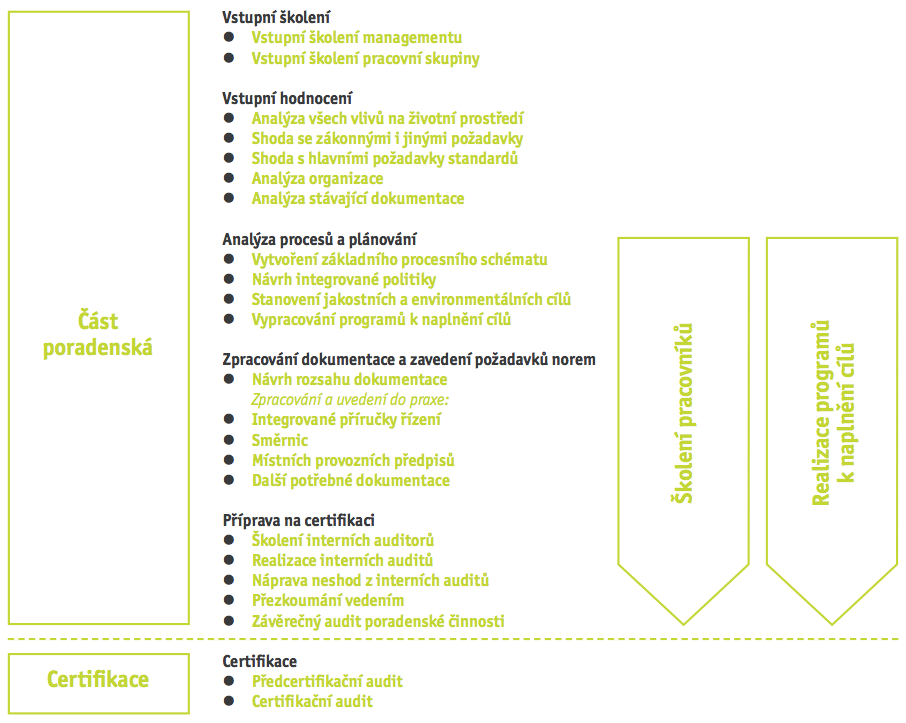 Část
poradenská
Vstupní školení
● Vstupní školení managementu
● Vstupní školení pracovní skupiny
Vstupní hodnocení
● Analýza všech vlivů na životní prostředí
● Shoda se zákonnými i jinými požadavky
● Shoda s hlavními požadavky standardů
● Analýza organizace
● Analýza stávající dokumentace
Analýza procesů a plánování
● Vytvoření základního procesního schématu
● Návrh integrované politiky
● Stanovení jakostních a environmentálních cílů
● Vypracování programů k naplnění cílů
Zpracování dokumentace a zavedení požadavků norem
● Návrh rozsahu dokumentace
Zpracování a uvedení do praxe:
● Integrované příručky řízení
● Směrnic
● Místních provozních předpisů
● Další potřebné dokumentace
Příprava na certifikaci
● Školení interních auditorů
● Realizace interních auditů
● Náprava neshod z interních auditů
● Přezkoumání vedením
● Závěrečný audit poradenské činnosti
Školení pracovníků
Realizace programů
k naplnění cílů
Certifikace
Certifikace
● Předcertifikační audit
● Certifikační audit